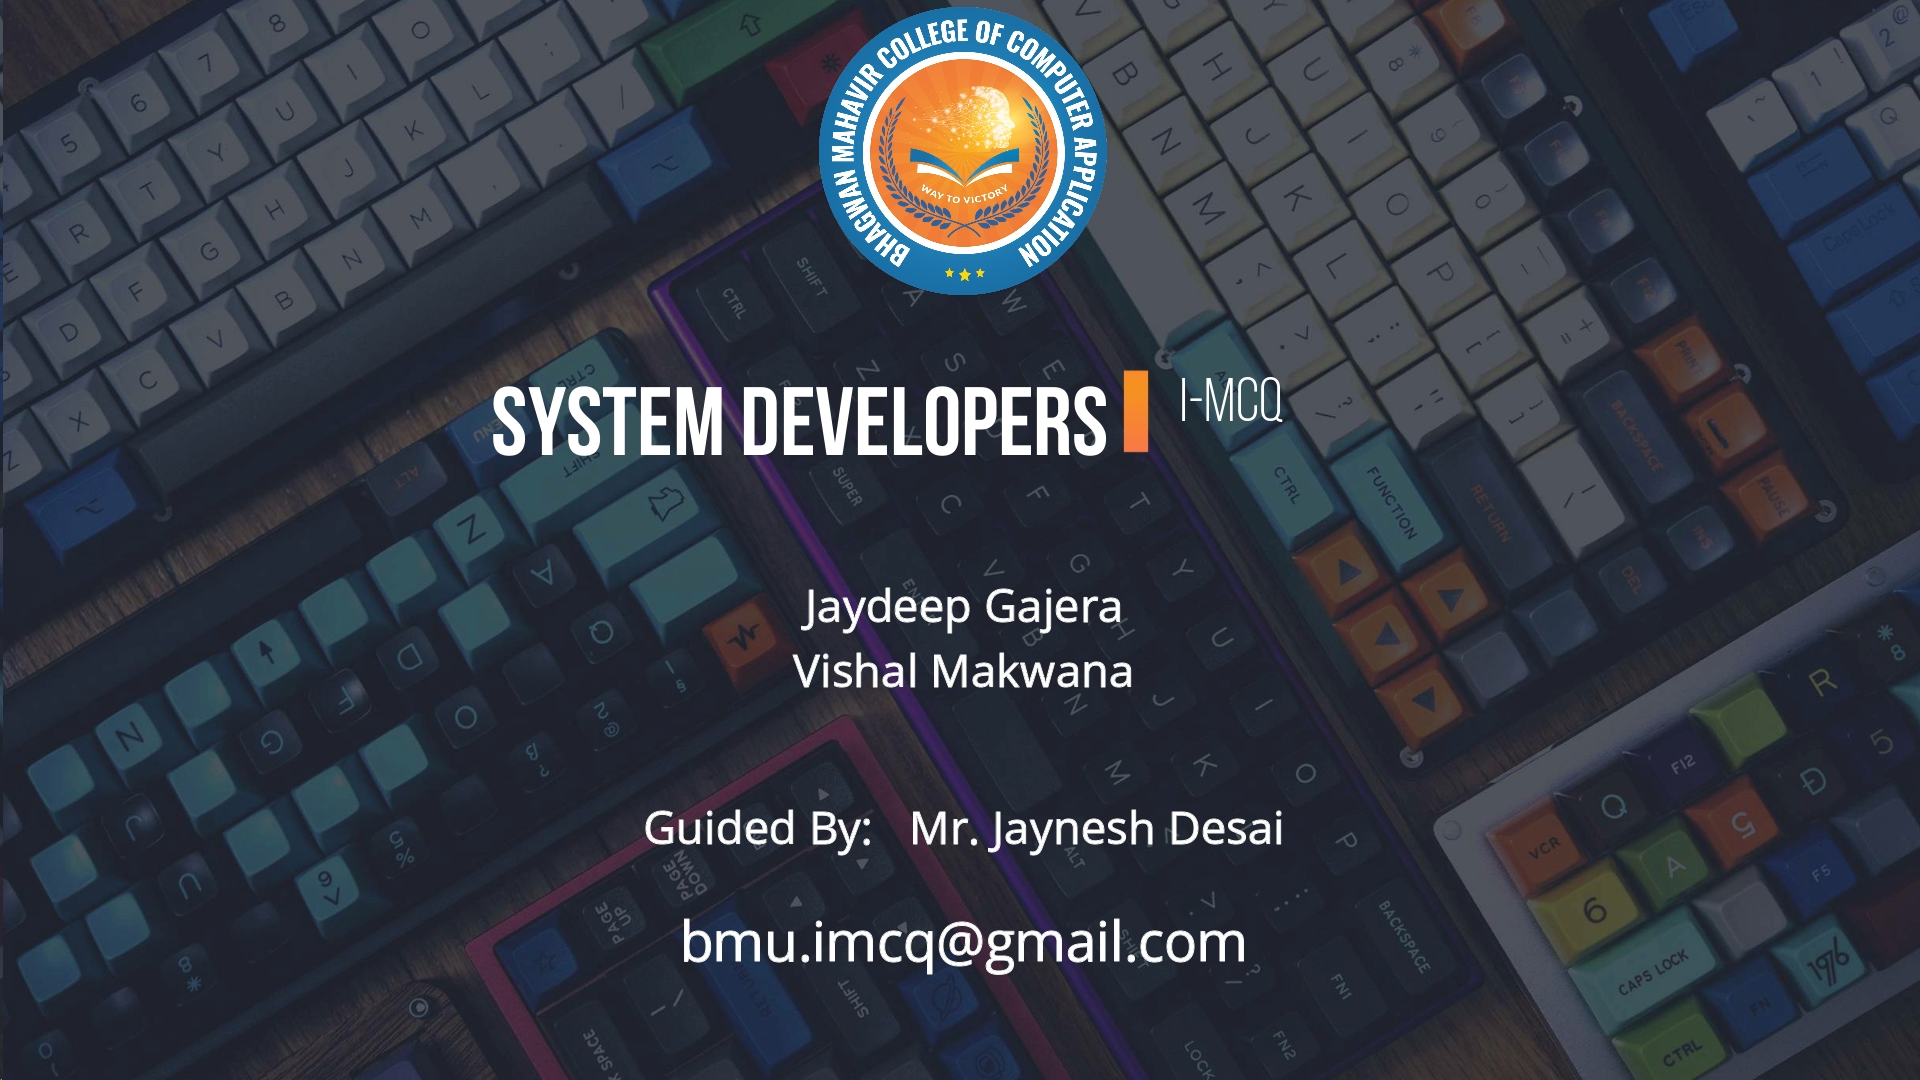 BHAGWAN MAHAVIR COLLEGE OF COMPUTER APPLICATION
WAY TO VICTORY
SYSTEM DEVELOPERS I-MCQ
Jaydeep Gajera
Vishal Makwana
Guided By: Mr. Jaynesh Desai
bmu.imcq@gmail.com